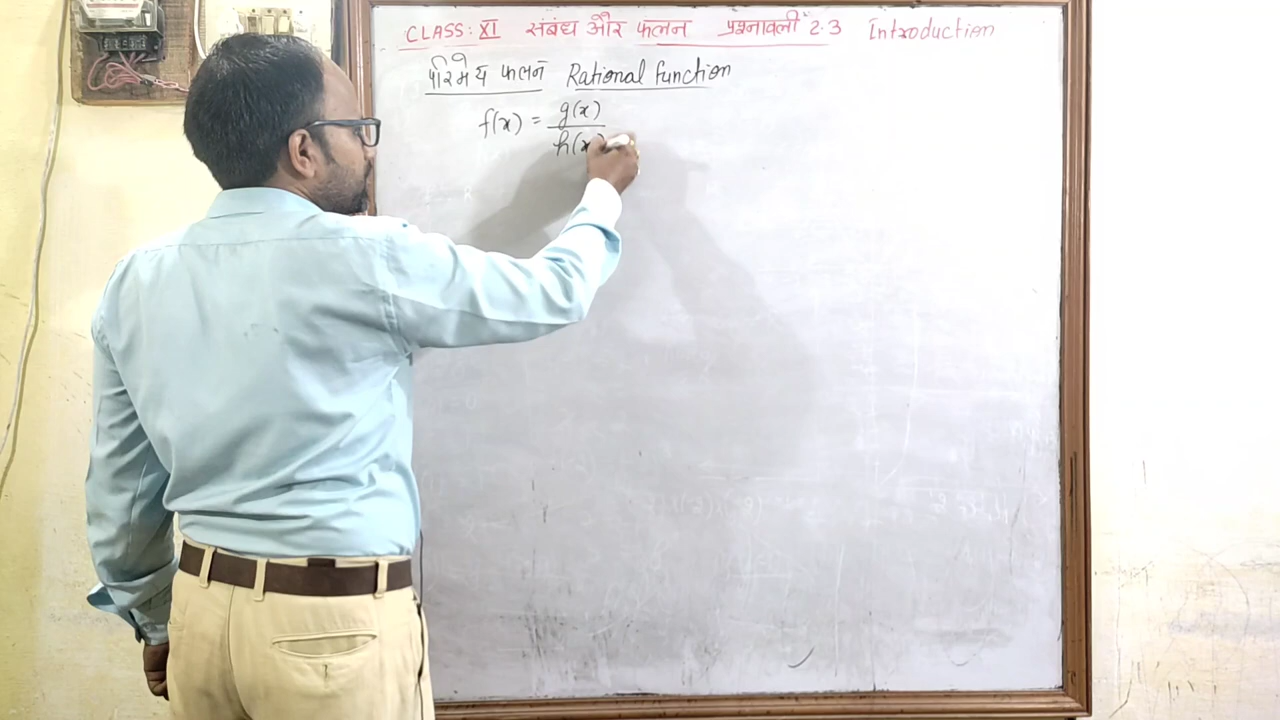 CLASS: XI संबंध और फलन प्रश्नावली 2.3 Introduction
परिमेय फलन Rational function
f(x) = g(x)
h(x)